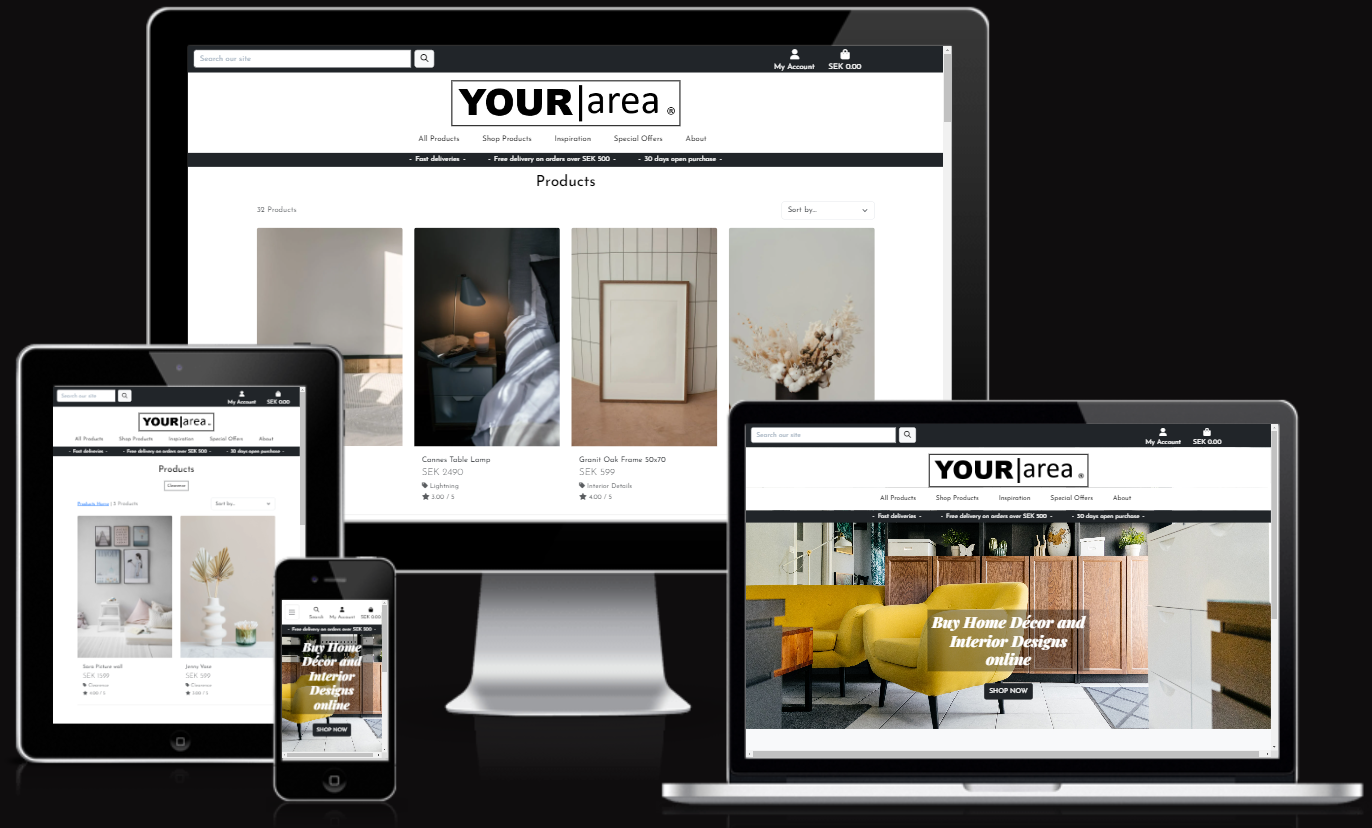 Search our site
My Account SEK 0.00
YOUR|area ®
All Products Shop Products Inspiration Special Offers About
- Fast deliveries - - Free delivery on orders over SEK 500 - - 30 days open purchase -
Products
32 Products Sort by...
Cannes Table Lamp
SEK 2490
Lightning
3.00 / 5
Granit Oak Frame 50x70
SEK 599
Interior Details
4.00 / 5
Search our site
My Account SEK 0.00
YOUR|area ®
All Products Shop Products Inspiration Special Offers About
- Fast deliveries - - Free delivery on orders over SEK 500 - - 30 days open purchase -
Products
Clearance
Products Home | 2 Products Sort by...
Sara Picture wall
SEK 1599
Clearance
4.00 / 5
Jenny Vase
SEK 599
Clearance
3.00 / 5
Search My Account SEK 0.00
- Free delivery on orders over SEK 500 -
Buy Home
Décor and
Interior
Designs
online
SHOP NOW
Search our site
My Account SEK 0.00
YOUR|area ®
All Products Shop Products Inspiration Special Offers About
- Fast deliveries - - Free delivery on orders over SEK 500 - - 30 days open purchase -
Buy Home Décor and
Interior Designs
online
SHOP NOW